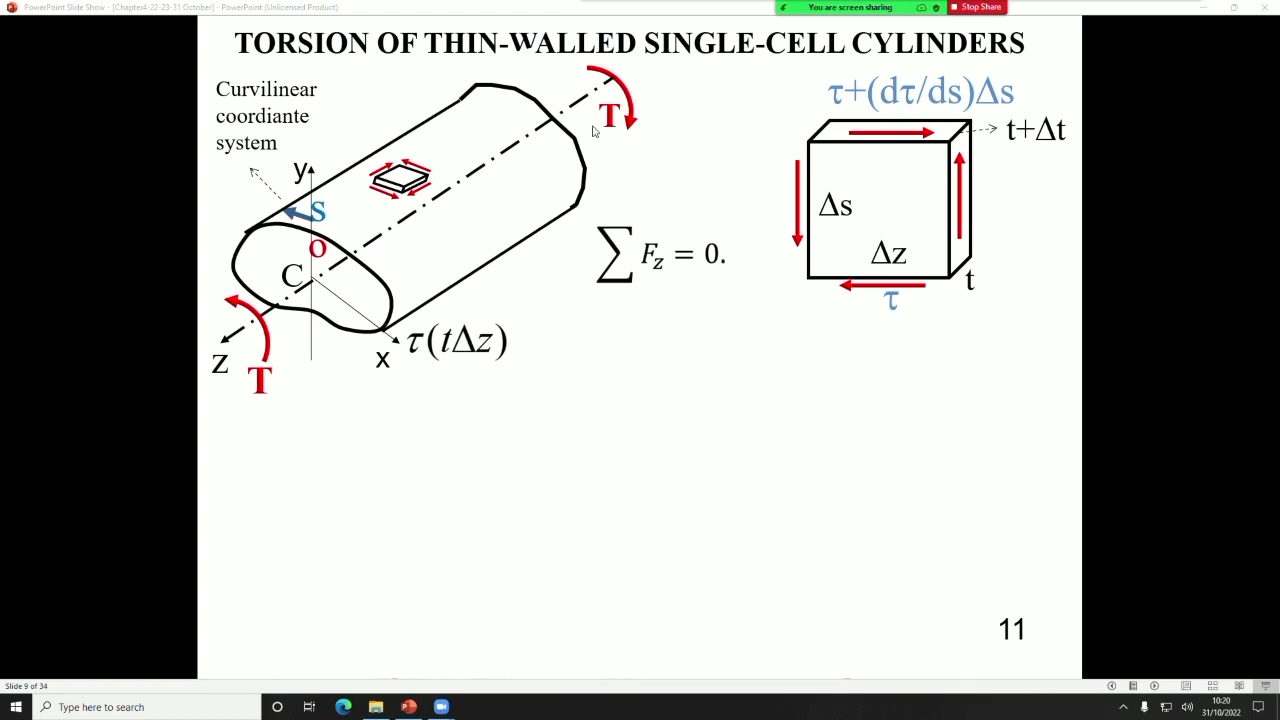 PowerPoint Slide Show - [Chapter4-22-23-31 October] - PowerPoint (Unlicensed Product)
You are screen sharing
Stop Share
TORSION OF THIN-WALLED SINGLE-CELL CYLINDERS
Curvilinear
coordiante
system
y
S
O
C
z
T
x
T
τ(tΔz)
∑ F_z = 0.
τ+(dτ/ds)Δs
t+Δt
Δs
Δz
t
τ
11
Slide 9 of 34
Type here to search
10:20
31/10/2022